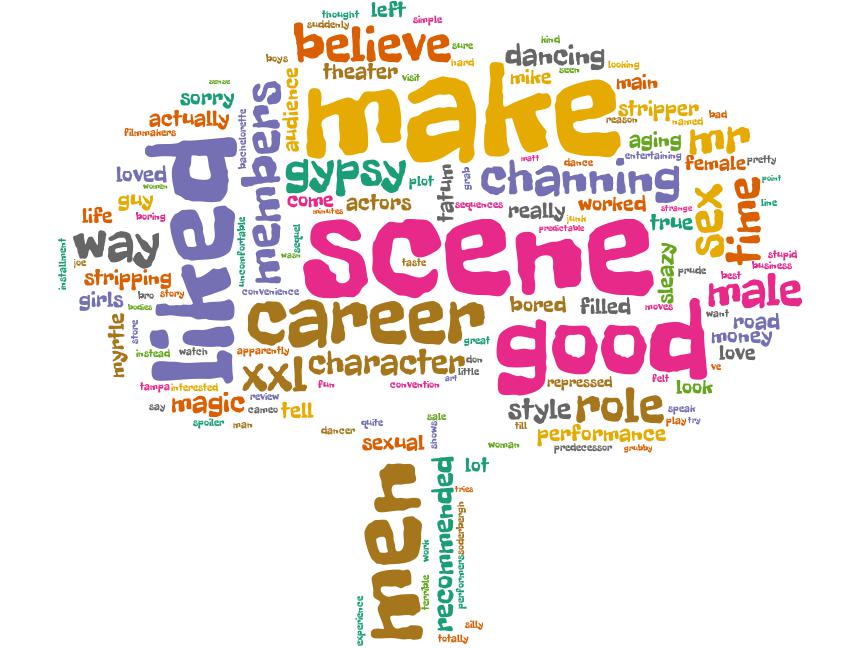 thought
left
simple
suddenly
believe
sure
kind
boys
hard
dancing
seen
looking
theater
visit
mike
main
sorry
audience
make
stripper
actually
reason
named
bad
filmmakers
bachelorette
members
aging
mr
matt
dance
entertaining
female
pretty
loved
women
liked
gypsy
plot
tatum
grab
channing
sex
time
point
guy
come
actors
sequences
really
worked
strange
line
life
boring
minutes
junk
true
predictable
way
uncomfortable
sequel
scene
installment
joe
taste
sleazy
prude
stupid
business
stripping
best
girls
bro
story
convenience
male
bodies
career
bored
filled
moves
want
road
myrtle
store
great
good
money
instead
watch
apparently
love
xxl
character
don
little
ve
tampa
interested
fun
convention
art
repressed
felt
look
say
magic
review
cameo
tell
style
role
speak
spoiler
man
till
play
try
dancer
quite
sale
shows
performance
sexual
woman
predecessor
grubby
men
recommended
lot
tries
soderbergh
performers
work
terrible
experience
silly
totally